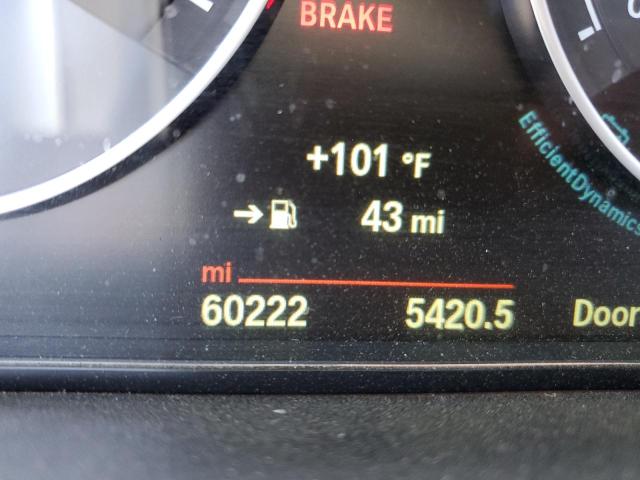 BRAKE
+101 °F
→ 43 mi
EfficientDynamics
mi
60222 5420.5 Door